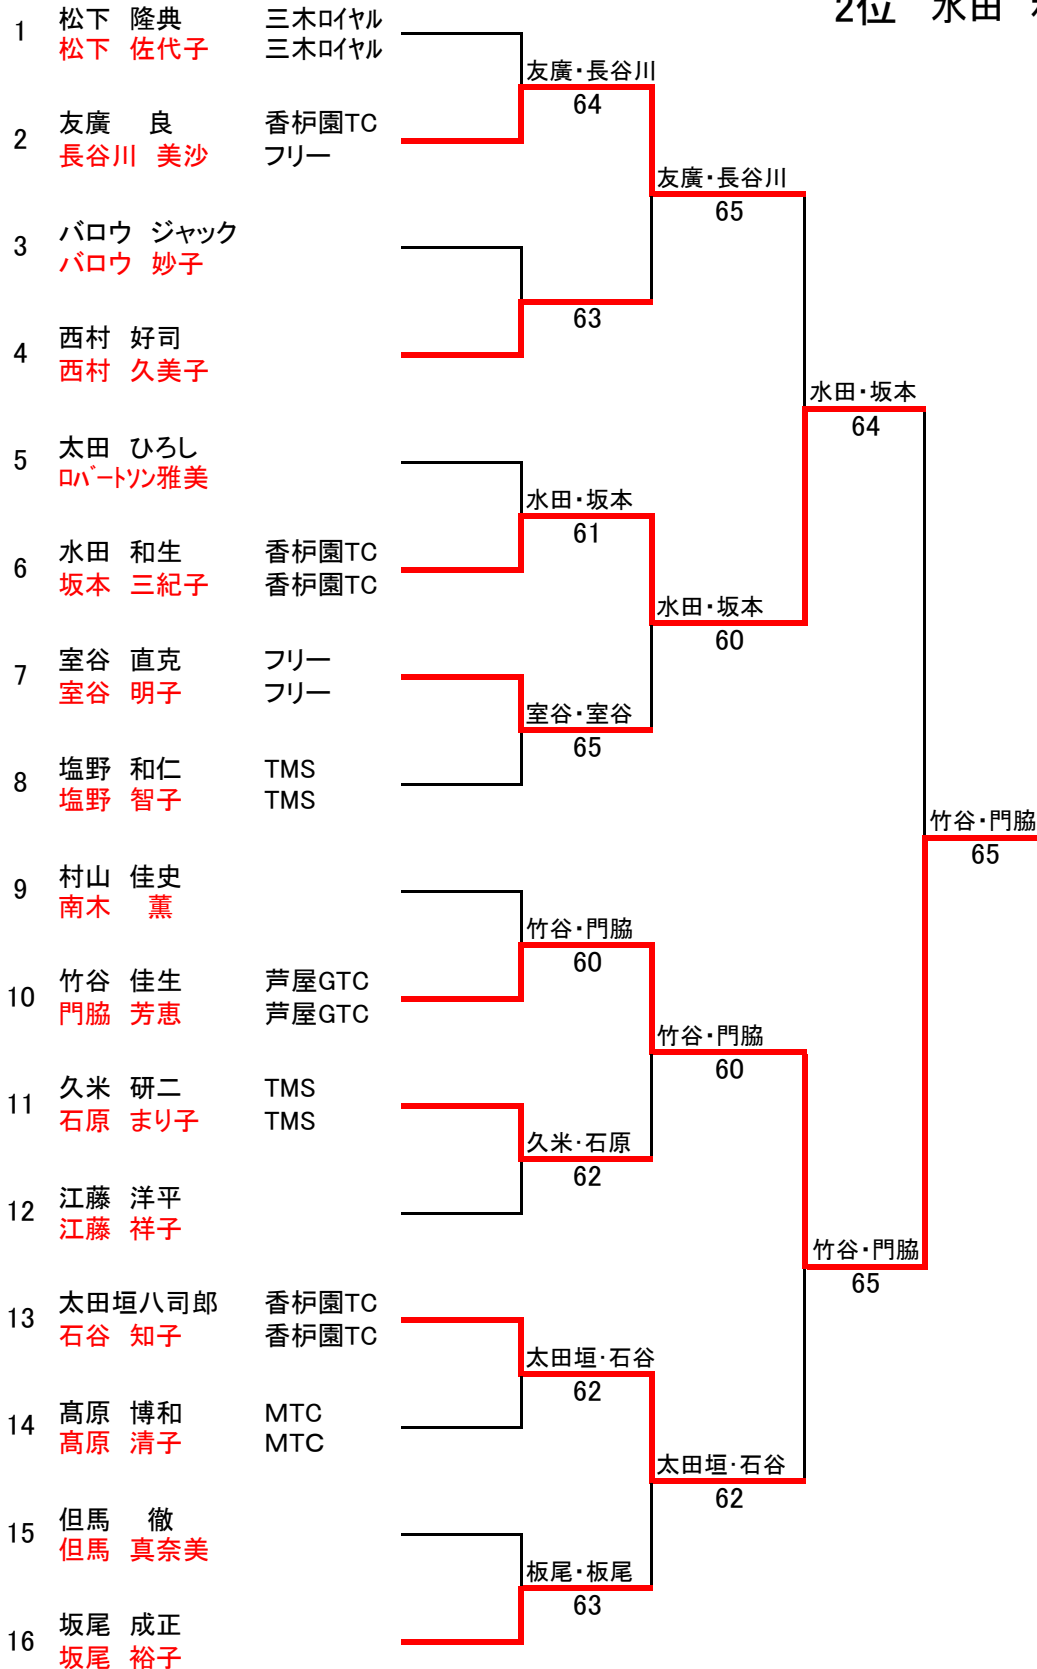 2位 水田
1 松下 隆典 三木ロイヤル
松下 佐代子 三木ロイヤル
友廣・長谷川
64
2 友廣 良 香枦園TC
長谷川 美沙 フリー
友廣・長谷川
65
3 バロウ ジャック
バロウ 妙子
63
4 西村 好司
西村 久美子
水田・坂本
64
5 太田 ひろし
ロバートソン雅美
水田・坂本
61
6 水田 和生 香枦園TC
坂本 三紀子 香枦園TC
水田・坂本
60
7 室谷 直克 フリー
室谷 明子 フリー
室谷・室谷
65
8 塩野 和仁 TMS
塩野 智子 TMS
竹谷・門脇
65
9 村山 佳史
南木 薫
竹谷・門脇
60
10 竹谷 佳生 芦屋GTC
門脇 芳恵 芦屋GTC
竹谷・門脇
60
11 久米 研二 TMS
石原 まり子 TMS
久米・石原
62
12 江藤 洋平
江藤 祥子
竹谷・門脇
65
13 太田垣八司郎 香枦園TC
石谷 知子 香枦園TC
太田垣・石谷
62
14 髙原 博和 MTC
髙原 清子 MTC
太田垣・石谷
62
15 但馬 徹
但馬 真奈美
板尾・板尾
63
16 坂尾 成正
坂尾 裕子